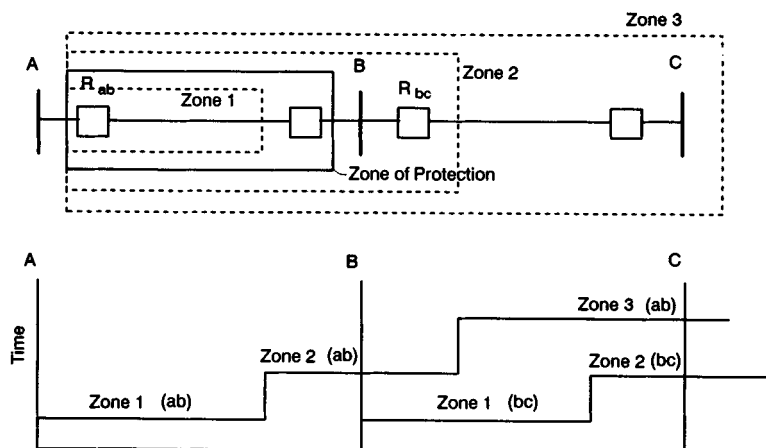 Zone 3
A
B
Zone 2
C
R ab
Zone 1
R bc
Zone of Protection
A
B
C
Zone 3 (ab)
Time
Zone 2 (ab)
Zone 2 (bc)
Zone 1 (ab)
Zone 1 (bc)